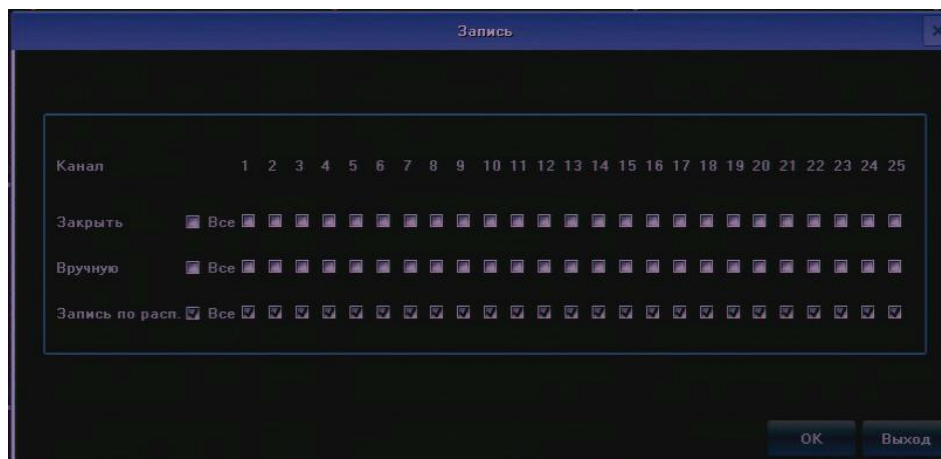 Запись
Канал 1 2 3 4 5 6 7 8 9 10 11 12 13 14 15 16 17 18 19 20 21 22 23 24 25
Закрыть Все
Вручную Все
Запись по расп. Все
OK Выход